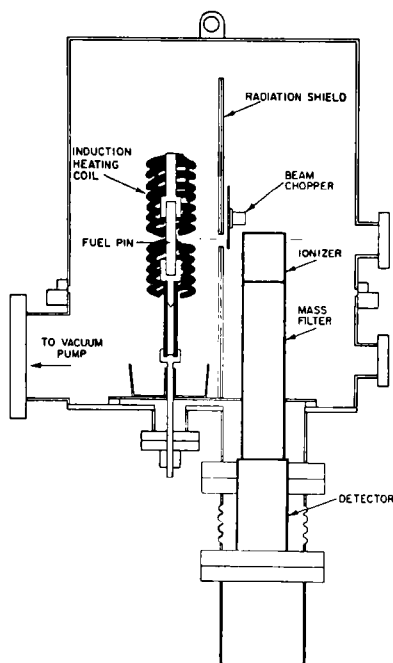 RADIATION SHIELD
INDUCTION
HEATING
COIL
BEAM
CHOPPER
FUEL PIN
IONIZER
MASS
FILTER
TO VACUUM
PUMP
DETECTOR